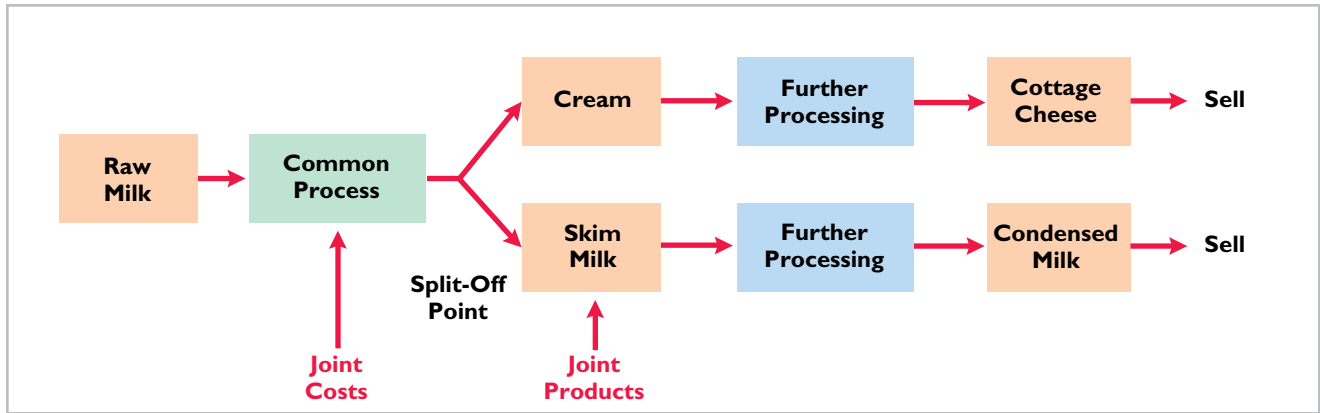 Raw
Milk
Common
Process
Joint
Costs
Split-Off
Point
Cream
Further
Processing
Cottage
Cheese
Sell
Skim
Milk
Further
Processing
Condensed
Milk
Sell
Joint
Products